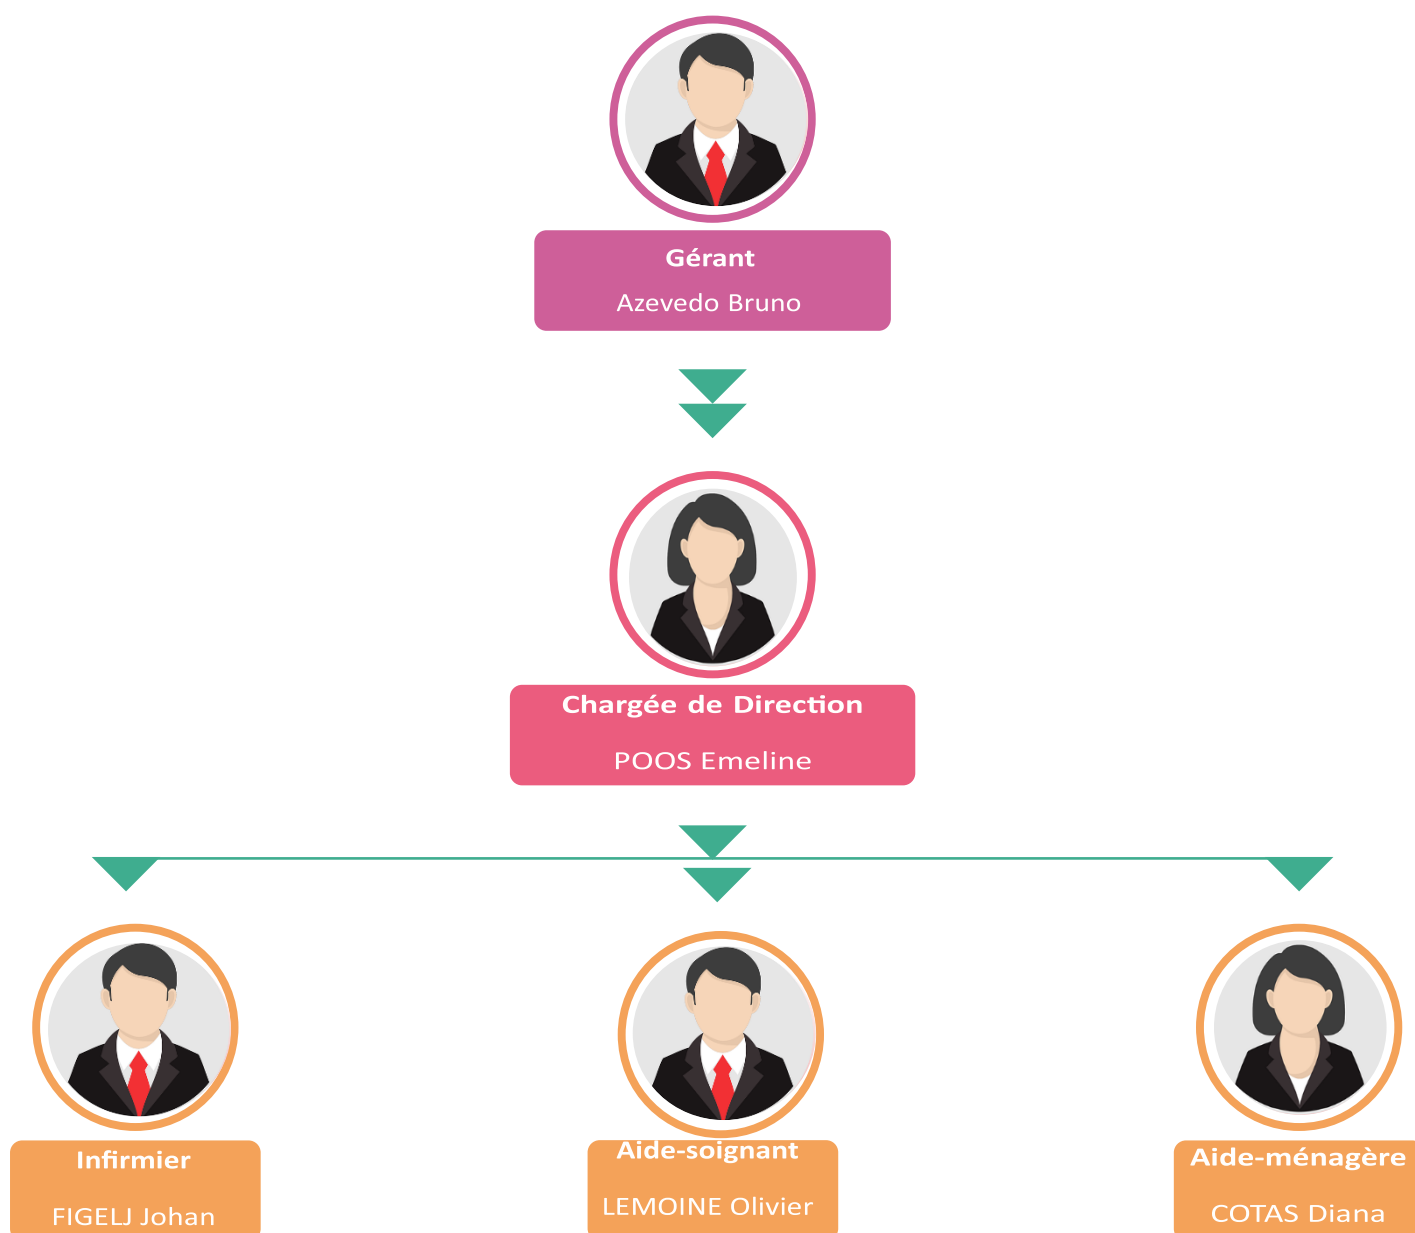 Gérant
Azevedo Bruno
Chargée de Direction
POOS Emeline
Infirmier
FIGELJ Johan
Aide-soignant
LEMOINE Olivier
Aide-ménagère
COTAS Diana